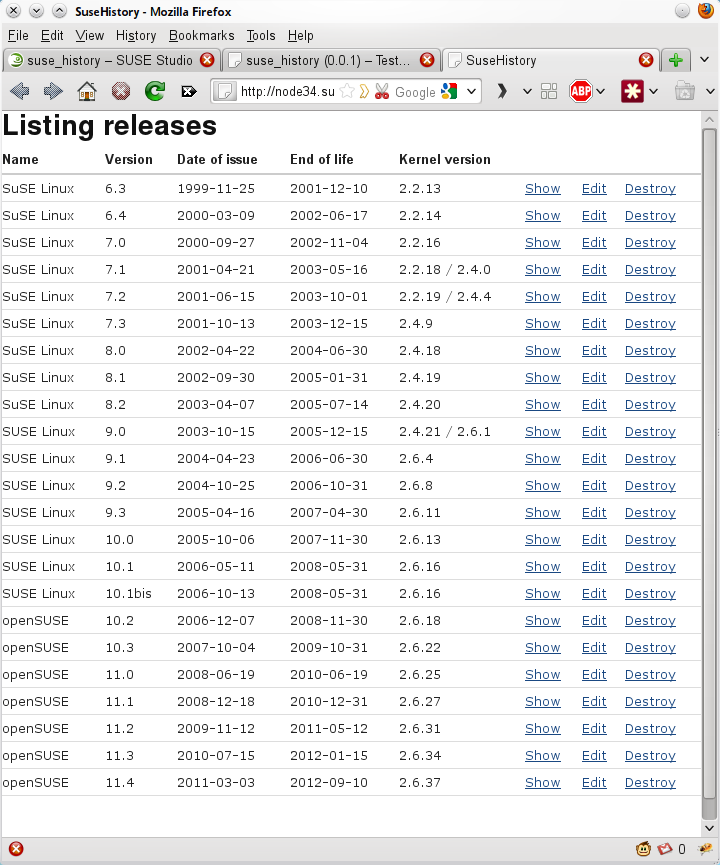 SuseHistory - Mozilla Firefox
File Edit View History Bookmarks Tools Help
suse_history – SUSE Studio suse_history (0.0.1) – Test... SuseHistory
http://node34.su Google ABP
Listing releases
Name Version Date of issue End of life Kernel version
SuSE Linux 6.3 1999-11-25 2001-12-10 2.2.13 Show Edit Destroy
SuSE Linux 6.4 2000-03-09 2002-06-17 2.2.14 Show Edit Destroy
SuSE Linux 7.0 2000-09-27 2002-11-04 2.2.16 Show Edit Destroy
SuSE Linux 7.1 2001-04-21 2003-05-16 2.2.18 / 2.4.0 Show Edit Destroy
SuSE Linux 7.2 2001-06-15 2003-10-01 2.2.19 / 2.4.4 Show Edit Destroy
SuSE Linux 7.3 2001-10-13 2003-12-15 2.4.9 Show Edit Destroy
SuSE Linux 8.0 2002-04-22 2004-06-30 2.4.18 Show Edit Destroy
SuSE Linux 8.1 2002-09-30 2005-01-31 2.4.19 Show Edit Destroy
SuSE Linux 8.2 2003-04-07 2005-07-14 2.4.20 Show Edit Destroy
SUSE Linux 9.0 2003-10-15 2005-12-15 2.4.21 / 2.6.1 Show Edit Destroy
SUSE Linux 9.1 2004-04-23 2006-06-30 2.6.4 Show Edit Destroy
SUSE Linux 9.2 2004-10-25 2006-10-31 2.6.8 Show Edit Destroy
SUSE Linux 9.3 2005-04-16 2007-04-30 2.6.11 Show Edit Destroy
SUSE Linux 10.0 2005-10-06 2007-11-30 2.6.13 Show Edit Destroy
SUSE Linux 10.1 2006-05-11 2008-05-31 2.6.16 Show Edit Destroy
SUSE Linux 10.1bis 2006-10-13 2008-05-31 2.6.16 Show Edit Destroy
openSUSE 10.2 2006-12-07 2008-11-30 2.6.18 Show Edit Destroy
openSUSE 10.3 2007-10-04 2009-10-31 2.6.22 Show Edit Destroy
openSUSE 11.0 2008-06-19 2010-06-19 2.6.25 Show Edit Destroy
openSUSE 11.1 2008-12-18 2010-12-31 2.6.27 Show Edit Destroy
openSUSE 11.2 2009-11-12 2011-05-12 2.6.31 Show Edit Destroy
openSUSE 11.3 2010-07-15 2012-01-15 2.6.34 Show Edit Destroy
openSUSE 11.4 2011-03-03 2012-09-10 2.6.37 Show Edit Destroy
0